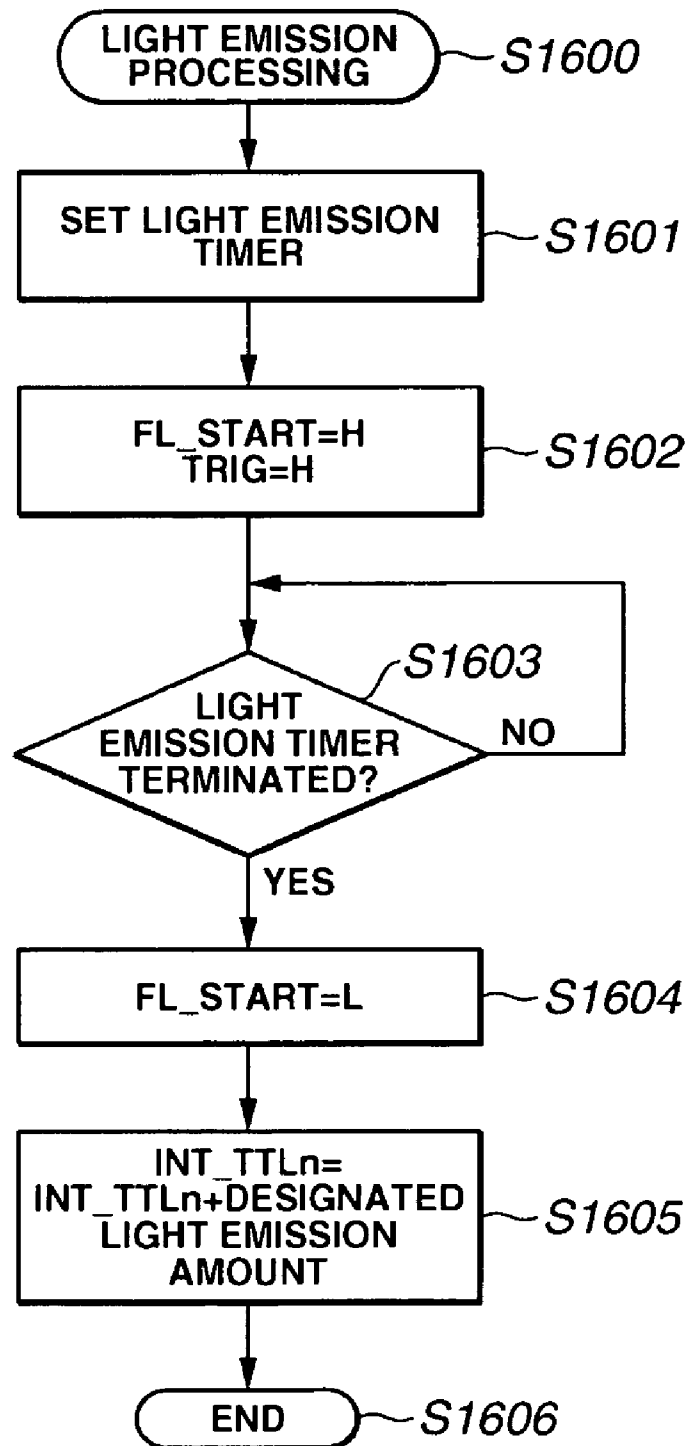 LIGHT EMISSION
PROCESSING
S1600
SET LIGHT EMISSION
TIMER
S1601
FL_START=H
TRIG=H
S1602
S1603
LIGHT
EMISSION TIMER
TERMINATED?
NO
YES
FL_START=L
S1604
INT_TTLn=
INT_TTLn+DESIGNATED
LIGHT EMISSION
AMOUNT
S1605
END
S1606